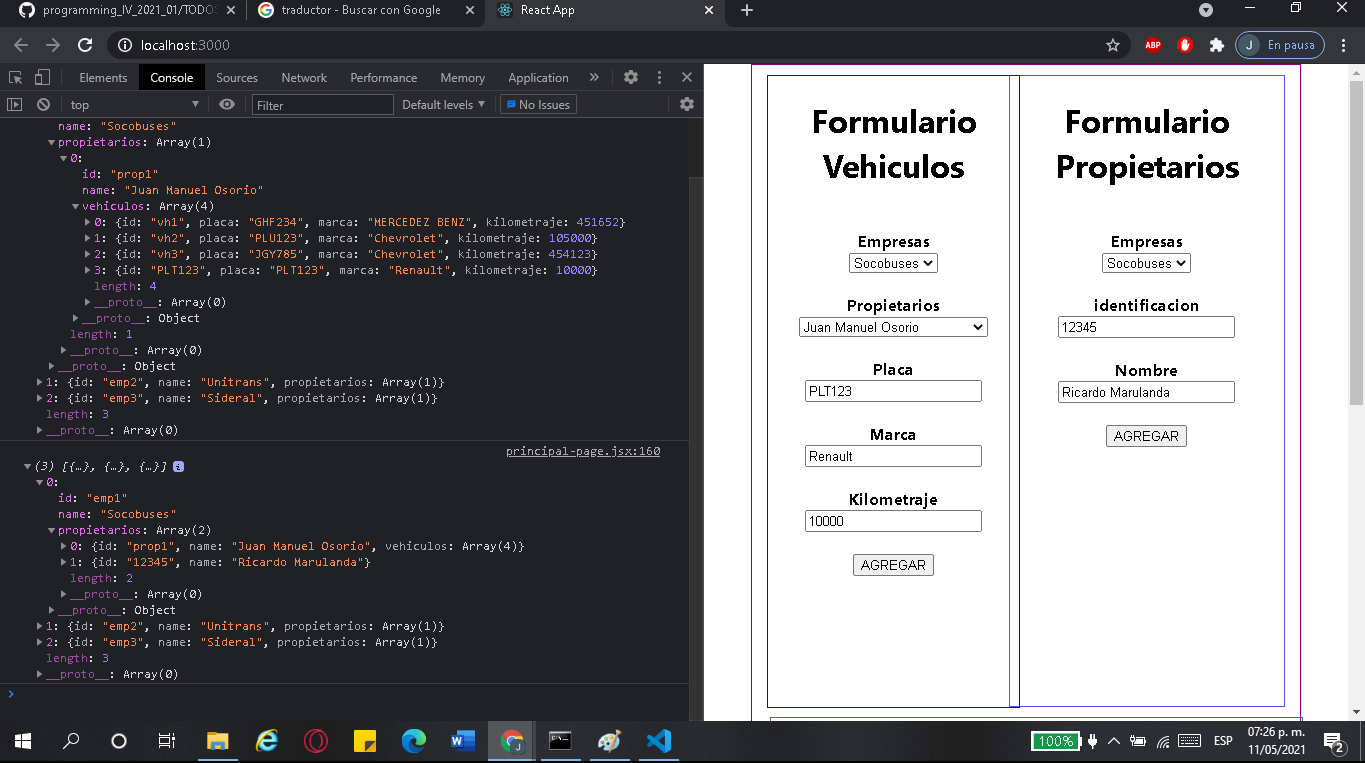 programming_IV_2021_01/TODOS
traductor - Buscar con Google
React App
localhost:3000
ABP
J En pausa
Elements Console Sources Network Performance Memory Application »
top Filter Default levels ▼ No Issues
name: "Socobuses"
▼propietarios: Array(1)
▼0:
id: "prop1"
name: "Juan Manuel Osorio"
▼vehiculos: Array(4)
▶0: {id: "vh1", placa: "GHF234", marca: "MERCEDEZ BENZ", kilometraje: 451652}
▶1: {id: "vh2", placa: "PLU123", marca: "Chevrolet", kilometraje: 105000}
▶2: {id: "vh3", placa: "JGY785", marca: "Chevrolet", kilometraje: 454123}
▶3: {id: "PLT123", placa: "PLT123", marca: "Renault", kilometraje: 10000}
length: 4
▶__proto__: Array(0)
▶__proto__: Object
length: 1
▶__proto__: Array(0)
▶__proto__: Object
▶1: {id: "emp2", name: "Unitrans", propietarios: Array(1)}
▶2: {id: "emp3", name: "Sideral", propietarios: Array(1)}
length: 3
▶__proto__: Array(0)
principal-page.jsx:160
▼(3) [{…}, {…}, {…}] i
▼0:
id: "emp1"
name: "Socobuses"
▼propietarios: Array(2)
▶0: {id: "prop1", name: "Juan Manuel Osorio", vehiculos: Array(4)}
▶1: {id: "12345", name: "Ricardo Marulanda"}
length: 2
▶__proto__: Array(0)
▶__proto__: Object
▶1: {id: "emp2", name: "Unitrans", propietarios: Array(1)}
▶2: {id: "emp3", name: "Sideral", propietarios: Array(1)}
length: 3
▶__proto__: Array(0)
Formulario
Vehiculos
Empresas
Socobuses
Propietarios
Juan Manuel Osorio
Placa
PLT123
Marca
Renault
Kilometraje
10000
AGREGAR
Formulario
Propietarios
Empresas
Socobuses
identificacion
12345
Nombre
Ricardo Marulanda
AGREGAR
100%
ESP
07:26 p. m.
11/05/2021
2